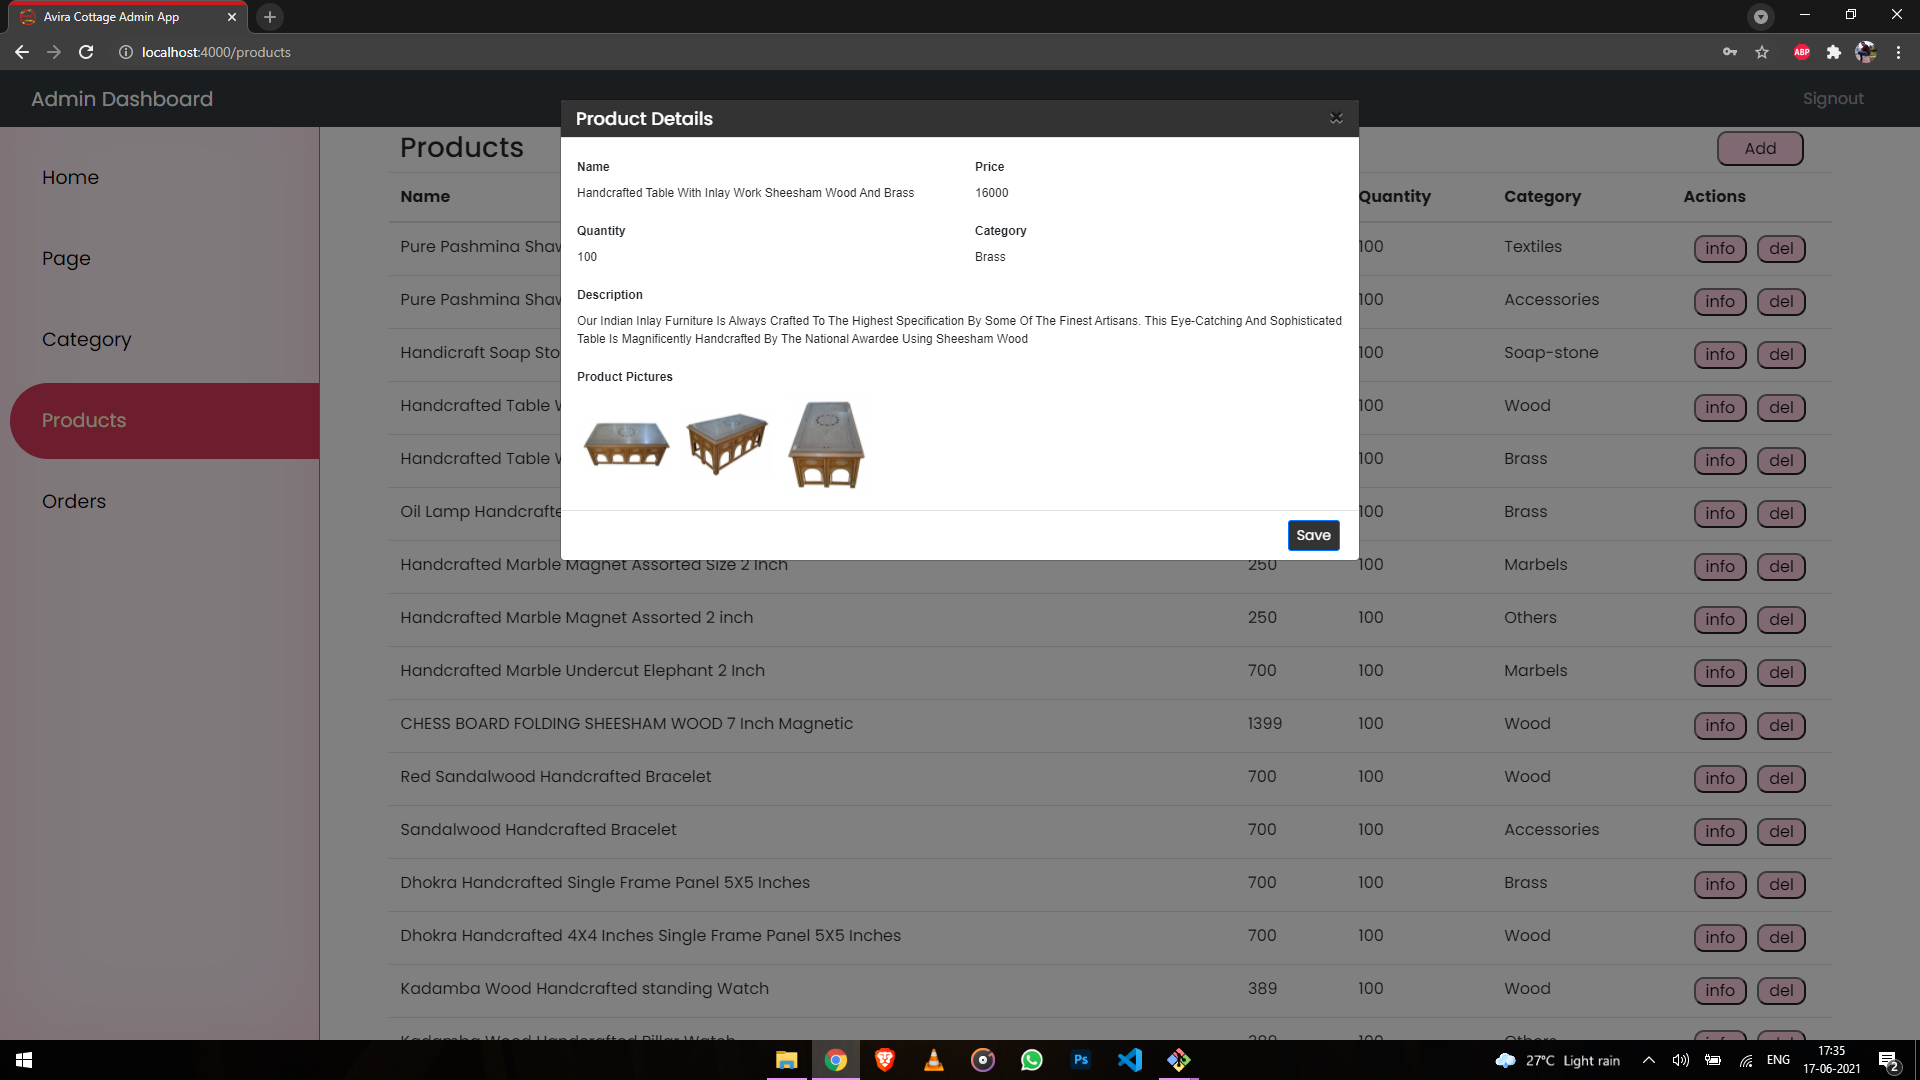 Avira Cottage Admin App
localhost:4000/products
ABP
Admin Dashboard
Signout
Home
Page
Category
Products
Orders
Products
Add
Name Quantity Category Actions
Pure Pashmina 100 Textiles info del
Pure Pashmina 100 Accessories info del
Handicraft Soap 100 Soap-stone info del
Handcrafted Table 100 Wood info del
Handcrafted Table 100 Brass info del
Oil Lamp 100 Brass info del
Handcrafted Marble Magnet Assorted Size 2 Inch 250 100 Marbels info del
Handcrafted Marble Magnet Assorted 2 inch 250 100 Others info del
Handcrafted Marble Undercut Elephant 2 Inch 700 100 Marbels info del
CHESS BOARD FOLDING SHEESHAM WOOD 7 Inch Magnetic 1399 100 Wood info del
Red Sandalwood Handcrafted Bracelet 700 100 Wood info del
Sandalwood Handcrafted Bracelet 700 100 Accessories info del
Dhokra Handcrafted Single Frame Panel 5X5 Inches 700 100 Brass info del
Dhokra Handcrafted 4X4 Inches Single Frame Panel 5X5 Inches 700 100 Wood info del
Kadamba Wood Handcrafted standing Watch 389 100 Wood info del
Kadamba Wood Handcrafted Pillar Watch
Product Details
Name Price
Handcrafted Table With Inlay Work Sheesham Wood And Brass 16000
Quantity Category
100 Brass
Description
Our Indian Inlay Furniture Is Always Crafted To The Highest Specification By Some Of The Finest Artisans. This Eye-Catching And Sophisticated
Table Is Magnificently Handcrafted By The National Awardee Using Sheesham Wood
Product Pictures
Save
Ps
27°C Light rain
ENG
17:35
17-06-2021
2